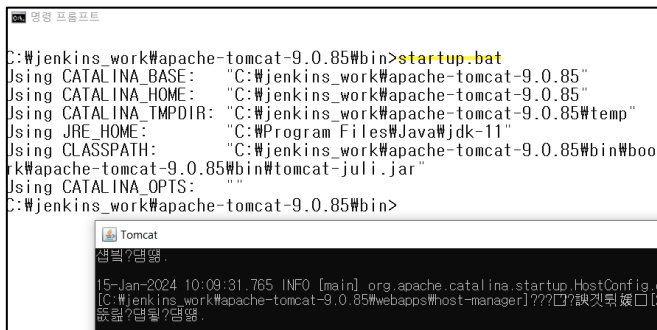 명령 프롬프트
C:₩jenkins_work₩apache-tomcat-9.0.85₩bin>startup.bat
Using CATALINA_BASE:   "C:₩jenkins_work₩apache-tomcat-9.0.85"
Using CATALINA_HOME:   "C:₩jenkins_work₩apache-tomcat-9.0.85"
Using CATALINA_TMPDIR: "C:₩jenkins_work₩apache-tomcat-9.0.85₩temp"
Using JRE_HOME:        "C:₩Program Files₩Java₩jdk-11"
Using CLASSPATH:       "C:₩jenkins_work₩apache-tomcat-9.0.85₩bin₩boo
rk₩apache-tomcat-9.0.85₩bin₩tomcat-juli.jar"
Using CATALINA_OPTS:   ""
C:₩jenkins_work₩apache-tomcat-9.0.85₩bin>
Tomcat
15-Jan-2024 10:09:31.765 INFO [main] org.apache.catalina.startup.HostConfig.
[C:₩jenkins_work₩apache-tomcat-9.0.85₩webapps₩host-manager]